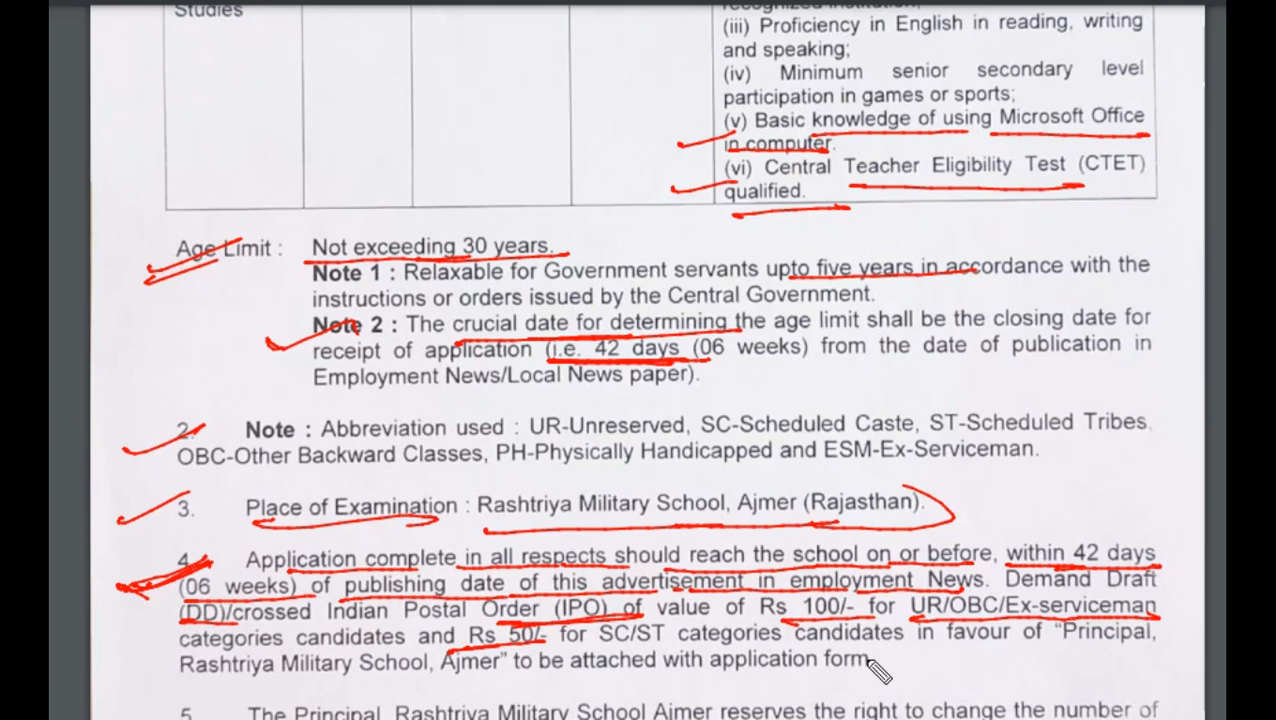 Studies
recognized institution;
(iii) Proficiency in English in reading, writing
and speaking;
(iv) Minimum senior secondary level
participation in games or sports;
(v) Basic knowledge of using Microsoft Office
in computer.
(vi) Central Teacher Eligibility Test (CTET)
qualified.
Age Limit : Not exceeding 30 years.
Note 1 : Relaxable for Government servants upto five years in accordance with the
instructions or orders issued by the Central Government.
Note 2 : The crucial date for determining the age limit shall be the closing date for
receipt of application (i.e. 42 days (06 weeks) from the date of publication in
Employment News/Local News paper).
2. Note : Abbreviation used : UR-Unreserved, SC-Scheduled Caste, ST-Scheduled Tribes,
OBC-Other Backward Classes, PH-Physically Handicapped and ESM-Ex-Serviceman.
3. Place of Examination : Rashtriya Military School, Ajmer (Rajasthan).
4. Application complete in all respects should reach the school on or before, within 42 days
(06 weeks) of publishing date of this advertisement in employment News. Demand Draft
(DD)/crossed Indian Postal Order (IPO) of value of Rs 100/- for UR/OBC/Ex-serviceman
categories candidates and Rs 50/- for SC/ST categories candidates in favour of “Principal,
Rashtriya Military School, Ajmer” to be attached with application form
5. The Principal, Rashtriya Military School Ajmer reserves the right to change the number of